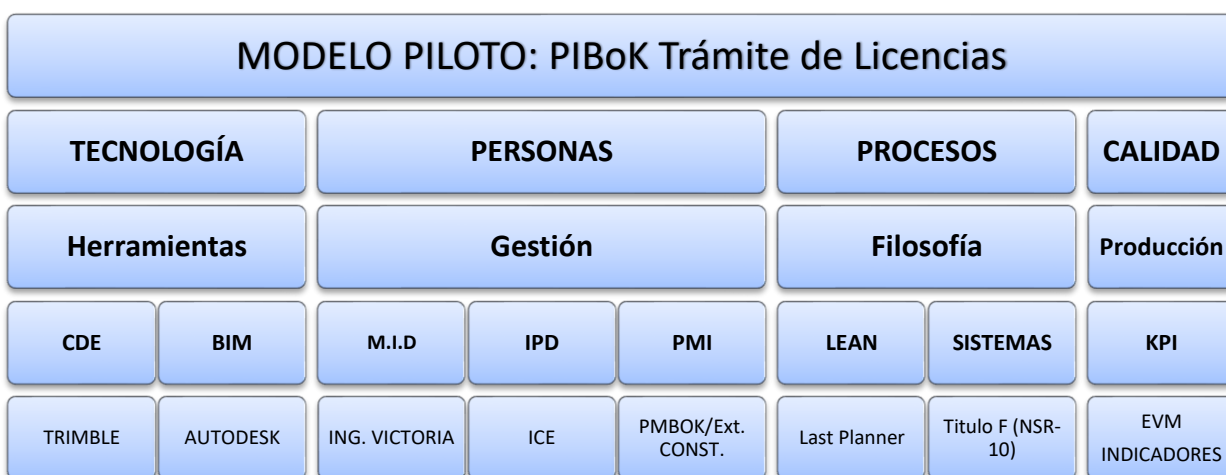 MODELO PILOTO: PIBoK Trámite de Licencias
TECNOLOGÍA
PERSONAS
PROCESOS
CALIDAD
Herramientas
Gestión
Filosofía
Producción
CDE
BIM
M.I.D
IPD
PMI
LEAN
SISTEMAS
KPI
TRIMBLE
AUTODESK
ING. VICTORIA
ICE
PMBOK/Ext.
CONST.
Last Planner
Titulo F (NSR-
10)
EVM
INDICADORES